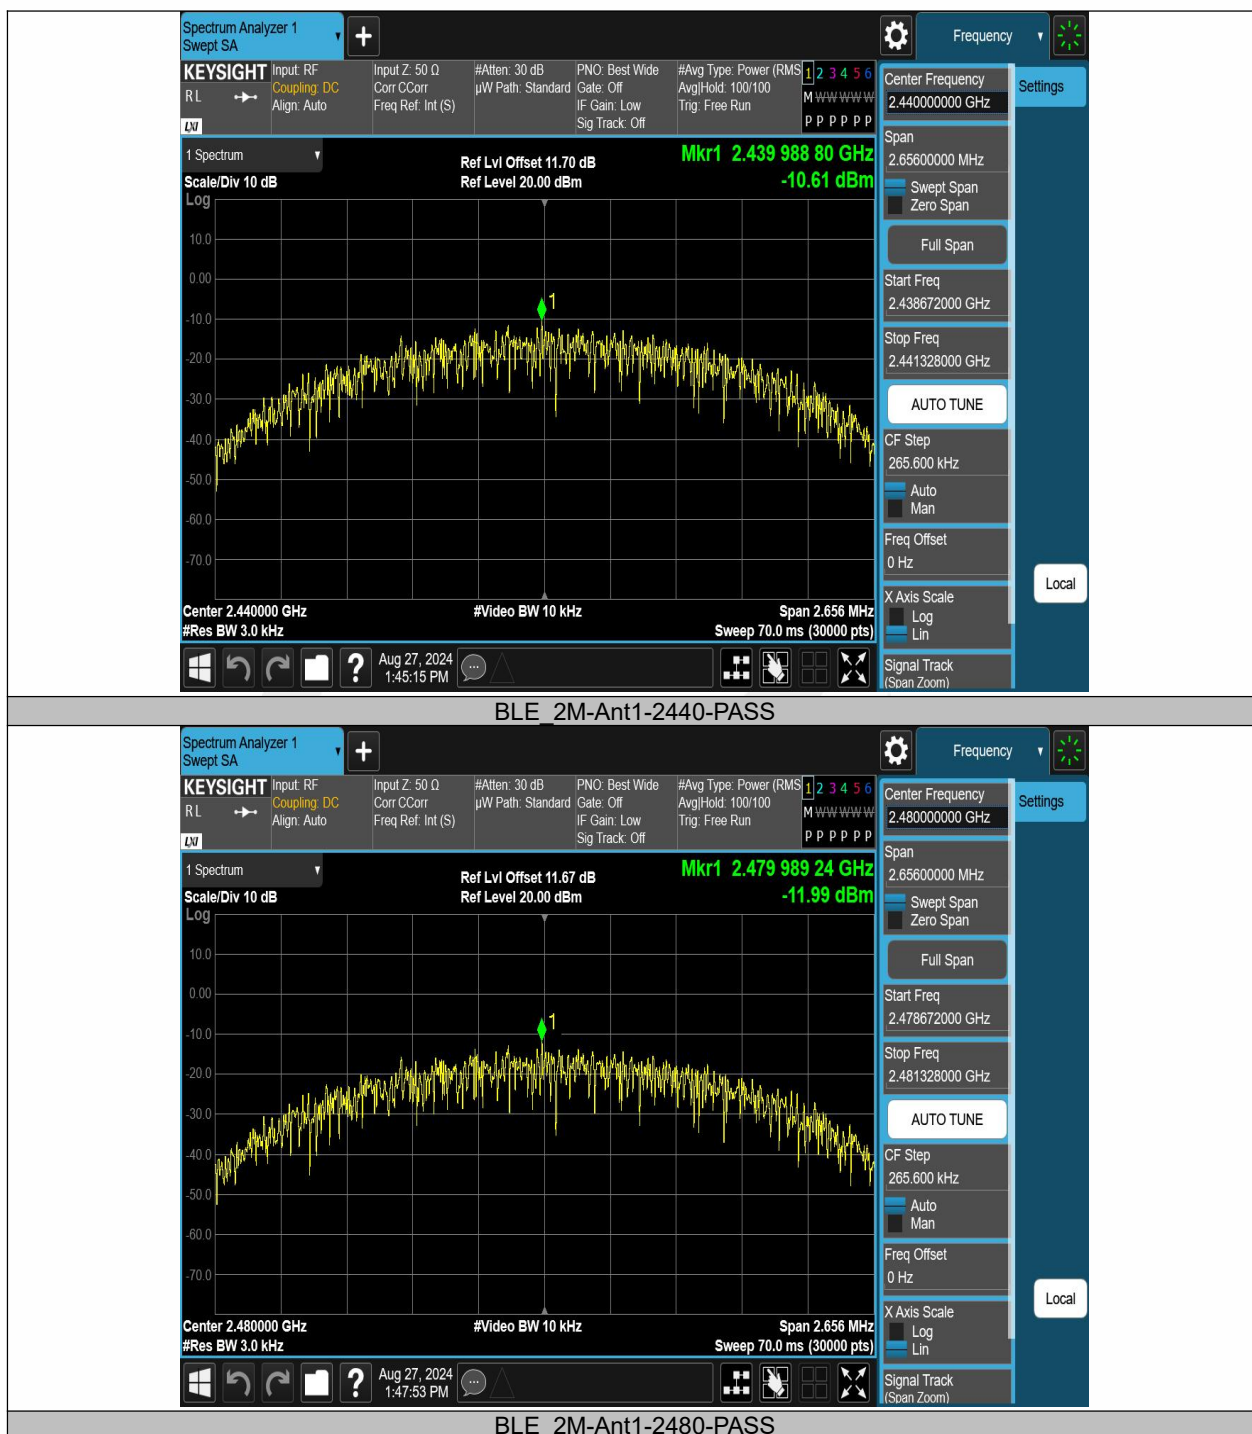 Spectrum Analyzer 1
Swept SA
Frequency
KEYSIGHT
RL
LXI
Input: RF
Coupling: DC
Align: Auto
Input Z: 50 Ω
Corr CCorr
Freq Ref: Int (S)
#Atten: 30 dB
µW Path: Standard
PNO: Best Wide
Gate: Off
IF Gain: Low
Sig Track: Off
#Avg Type: Power (RMS
Avg|Hold: 100/100
Trig: Free Run
1 2 3 4 5 6
M W W W W W
P P P P P P
Center Frequency
2.440000000 GHz
Settings
Span
2.65600000 MHz
Swept Span
Zero Span
Full Span
Start Freq
2.438672000 GHz
Stop Freq
2.441328000 GHz
AUTO TUNE
CF Step
265.600 kHz
Auto
Man
Freq Offset
0 Hz
X Axis Scale
Log
Lin
Signal Track
(Span Zoom)
Local
1 Spectrum
Scale/Div 10 dB
Log
Ref Lvl Offset 11.70 dB
Ref Level 20.00 dBm
Mkr1 2.439 988 80 GHz
-10.61 dBm
1
10.0
0.00
-10.0
-20.0
-30.0
-40.0
-50.0
-60.0
-70.0
Center 2.440000 GHz
#Res BW 3.0 kHz
#Video BW 10 kHz
Span 2.656 MHz
Sweep 70.0 ms (30000 pts)
?
Aug 27, 2024
1:45:15 PM
BLE_2M-Ant1-2440-PASS
Spectrum Analyzer 1
Swept SA
Frequency
KEYSIGHT
RL
LXI
Input: RF
Coupling: DC
Align: Auto
Input Z: 50 Ω
Corr CCorr
Freq Ref: Int (S)
#Atten: 30 dB
µW Path: Standard
PNO: Best Wide
Gate: Off
IF Gain: Low
Sig Track: Off
#Avg Type: Power (RMS
Avg|Hold: 100/100
Trig: Free Run
1 2 3 4 5 6
M W W W W W
P P P P P P
Center Frequency
2.480000000 GHz
Settings
Span
2.65600000 MHz
Swept Span
Zero Span
Full Span
Start Freq
2.478672000 GHz
Stop Freq
2.481328000 GHz
AUTO TUNE
CF Step
265.600 kHz
Auto
Man
Freq Offset
0 Hz
X Axis Scale
Log
Lin
Signal Track
(Span Zoom)
Local
1 Spectrum
Scale/Div 10 dB
Log
Ref Lvl Offset 11.67 dB
Ref Level 20.00 dBm
Mkr1 2.479 989 24 GHz
-11.99 dBm
1
10.0
0.00
-10.0
-20.0
-30.0
-40.0
-50.0
-60.0
-70.0
Center 2.480000 GHz
#Res BW 3.0 kHz
#Video BW 10 kHz
Span 2.656 MHz
Sweep 70.0 ms (30000 pts)
?
Aug 27, 2024
1:47:53 PM
BLE_2M-Ant1-2480-PASS